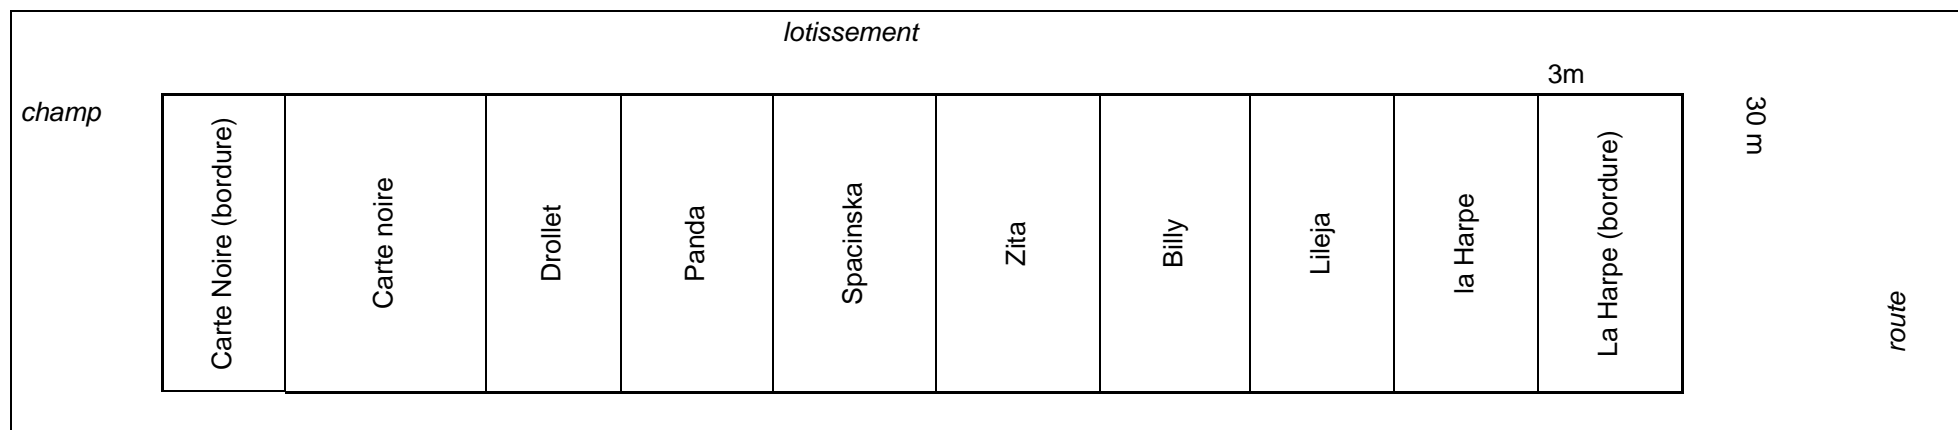 lotissement
3m
champ
30 m
Carte Noire (bordure)
Carte noire
Drollet
Panda
Spacinska
Zita
Billy
Lileja
la Harpe
La Harpe (bordure)
route